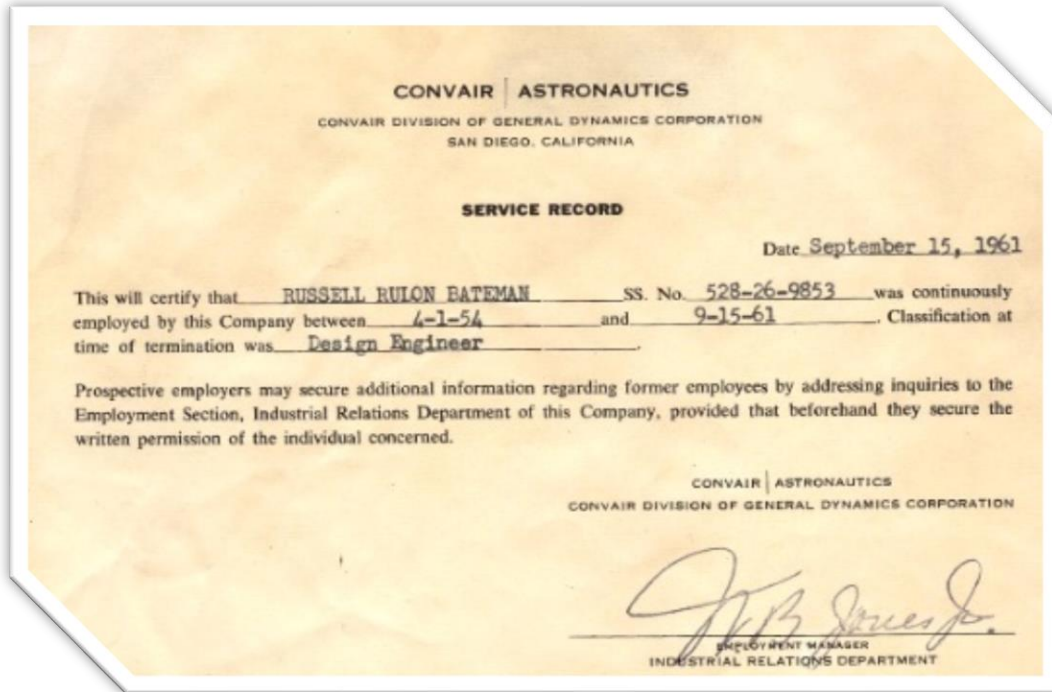 CONVAIR | ASTRONAUTICS
CONVAIR DIVISION OF GENERAL DYNAMICS CORPORATION
SAN DIEGO, CALIFORNIA
SERVICE RECORD
Date September 15, 1961
This will certify that RUSSELL RULON BATEMAN SS. No. 528-26-9853 was continuously
employed by this Company between 4-1-54 and 9-15-61. Classification at
time of termination was Design Engineer.
Prospective employers may secure additional information regarding former employees by addressing inquiries to the
Employment Section, Industrial Relations Department of this Company, provided that beforehand they secure the
written permission of the individual concerned.
CONVAIR | ASTRONAUTICS
CONVAIR DIVISION OF GENERAL DYNAMICS CORPORATION
W B Jones Jr.
EMPLOYMENT MANAGER
INDUSTRIAL RELATIONS DEPARTMENT